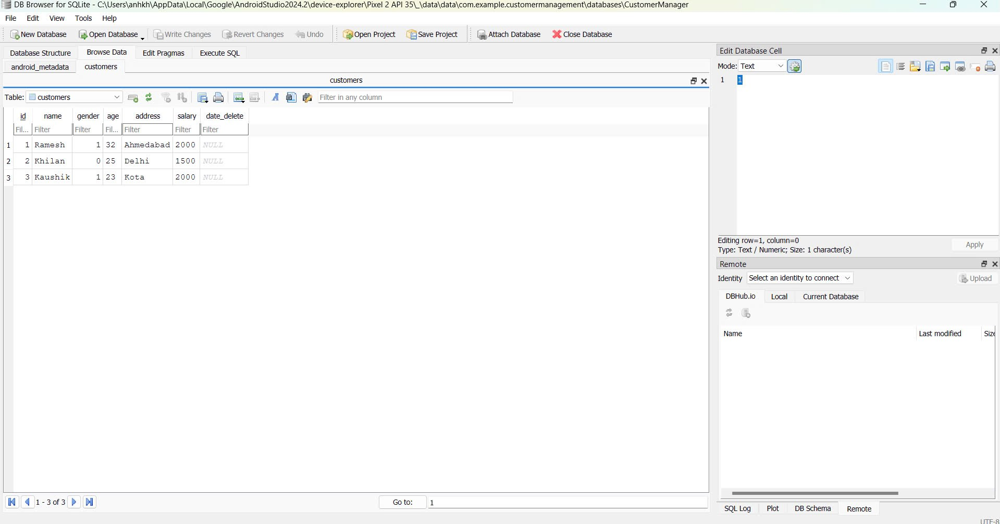 DB Browser for SQLite - C:\Users\anhkh\AppData\Local\Google\AndroidStudio2024.2\device-explorer\Pixel 2 API 35\_\data\data\com.example.customermanagement\databases\CustomerManager
File Edit View Tools Help
New Database Open Database Write Changes Revert Changes Undo Open Project Save Project Attach Database Close Database
Database Structure Browse Data Edit Pragmas Execute SQL
android_metadata customers
customers
Table: customers Filter in any column
id name gender age address salary date_delete
Fil... Filter Filter Fil... Filter Filter Filter
1 1 Ramesh 1 32 Ahmedabad 2000 NULL
2 2 Khilan 0 25 Delhi 1500 NULL
3 3 Kaushik 1 23 Kota 2000 NULL
1 - 3 of 3 Go to: 1
Edit Database Cell
Mode: Text
1 1
Editing row=1, column=0
Type: Text / Numeric; Size: 1 character(s)
Apply
Remote
Identity Select an identity to connect Upload
DBHub.io Local Current Database
Name Last modified Size
SQL Log Plot DB Schema Remote
UTF-8